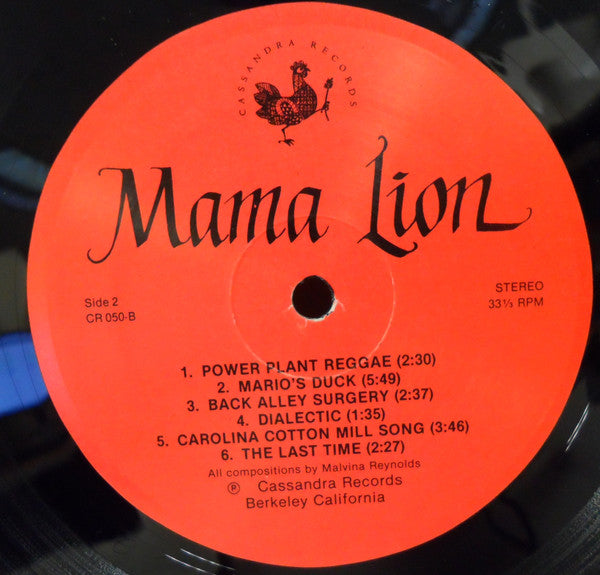 CASSANDRA RECORDS
Mama Lion
Side 2
CR 050-B
STEREO
33⅓ RPM
1. POWER PLANT REGGAE (2:30)
2. MARIO'S DUCK (5:49)
3. BACK ALLEY SURGERY (2:37)
4. DIALECTIC (1:35)
5. CAROLINA COTTON MILL SONG (3:46)
6. THE LAST TIME (2:27)
All compositions by Malvina Reynolds
℗ Cassandra Records
Berkeley California